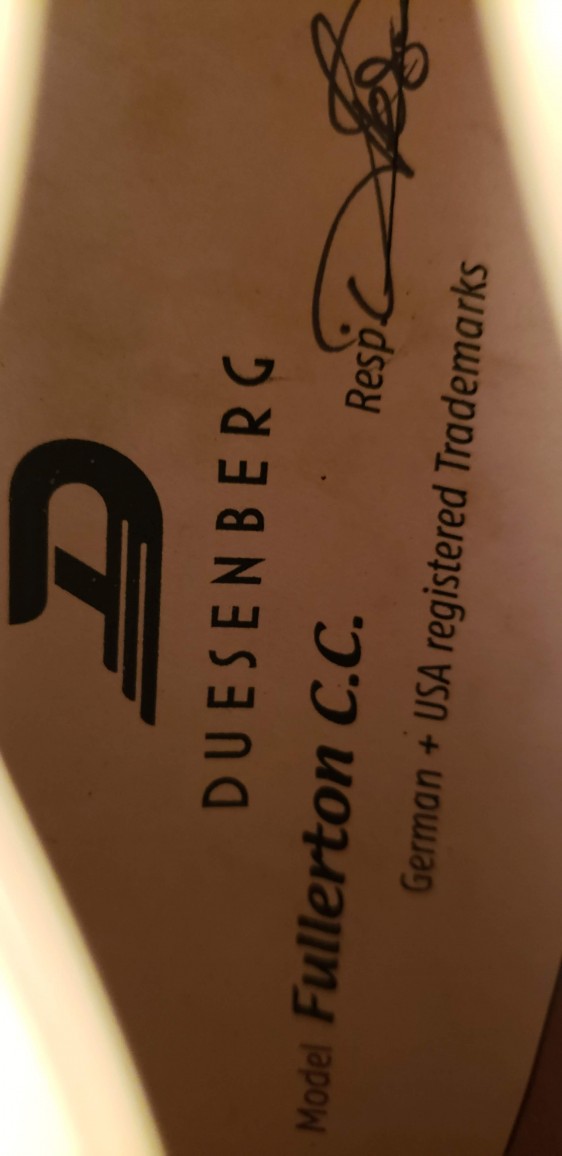 D
DUESENBERG
Model Fullerton C.C.
Resp.:
German + USA registered Trademarks